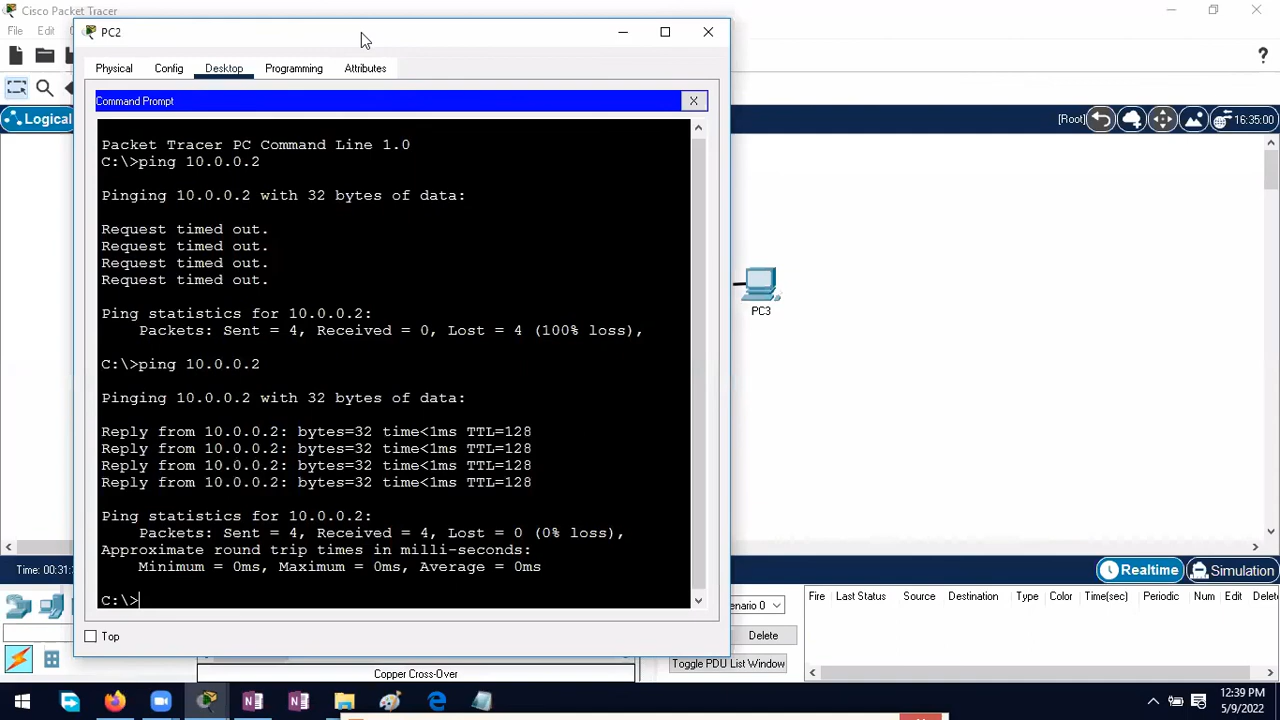 Cisco Packet Tracer
File Edit
PC2
Physical Config Desktop Programming Attributes
Command Prompt X
Logical
[Root] 16:35:00
Packet Tracer PC Command Line 1.0
C:\>ping 10.0.0.2
Pinging 10.0.0.2 with 32 bytes of data:
Request timed out.
Request timed out.
Request timed out.
Request timed out.
Ping statistics for 10.0.0.2:
Packets: Sent = 4, Received = 0, Lost = 4 (100% loss),
C:\>ping 10.0.0.2
Pinging 10.0.0.2 with 32 bytes of data:
Reply from 10.0.0.2: bytes=32 time<1ms TTL=128
Reply from 10.0.0.2: bytes=32 time<1ms TTL=128
Reply from 10.0.0.2: bytes=32 time<1ms TTL=128
Reply from 10.0.0.2: bytes=32 time<1ms TTL=128
Ping statistics for 10.0.0.2:
Packets: Sent = 4, Received = 4, Lost = 0 (0% loss),
Approximate round trip times in milli-seconds:
Minimum = 0ms, Maximum = 0ms, Average = 0ms
C:\>
Top
PC3
Time: 00:31:
Realtime Simulation
enario 0
Fire Last Status Source Destination Type Color Time(sec) Periodic Num Edit Delet
Delete
Toggle PDU List Window
Copper Cross-Over
12:39 PM
5/9/2022